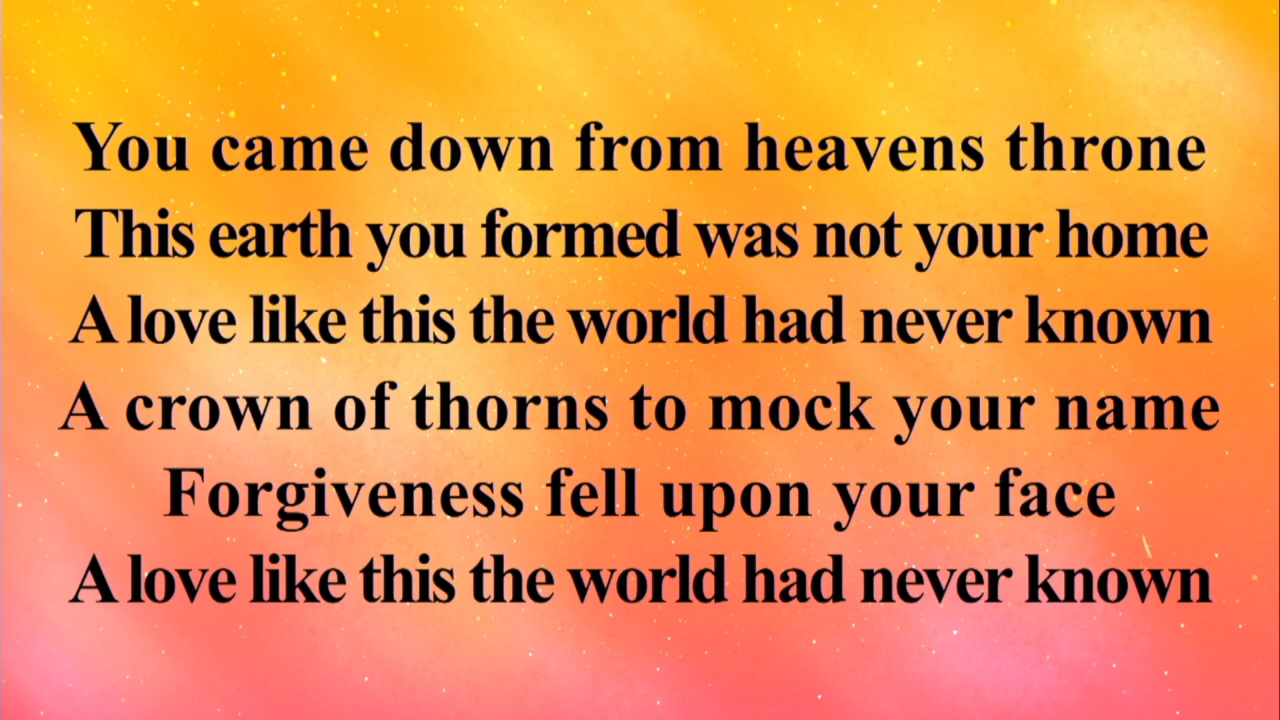 You came down from heavens throne
This earth you formed was not your home
A love like this the world had never known
A crown of thorns to mock your name
Forgiveness fell upon your face
A love like this the world had never known